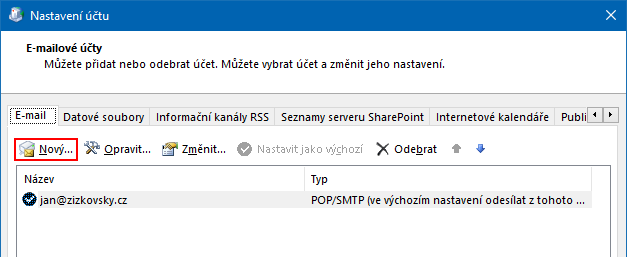 Nastavení účtu
E-mailové účty
Můžete přidat nebo odebrat účet. Můžete vybrat účet a změnit jeho nastavení.
E-mail Datové soubory Informační kanály RSS Seznamy serveru SharePoint Internetové kalendáře Publi
Nový... Opravit... Změnit... Nastavit jako výchozí Odebrat
Název Typ
jan@zizkovsky.cz POP/SMTP (ve výchozím nastavení odesílat z tohoto ...